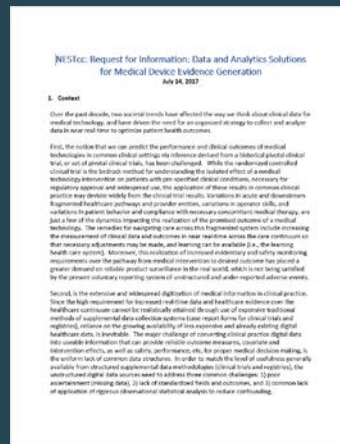 NESTcc: Request for Information: Data and Analytics Solutions
for Medical Device Evidence Generation
July 14, 2017
1. Context
Over the past decade, two societal trends have affected the way we think about clinical data for
medical technology, and have driven the need for an organized strategy to collect and analyze
data in near real-time to optimize patient health outcomes.
First, the notion that we can predict the performance and clinical outcomes of medical
technologies in common clinical settings via inference derived from a historical pivotal clinical
trial, or set of pivotal clinical trials, has been challenged. While the randomized controlled
clinical trial is the bedrock method for understanding the isolated effect of a medical
technology intervention on patients with pre-specified clinical conditions, necessary for
regulatory approval and widespread use, the application of these results in common clinical
practice may deviate widely from the clinical trial results. Variations in acute and downstream
fragmented healthcare pathways and provider entities, variations in operator skills, and
variations in patient behavior and compliance with necessary concomitant medical therapy, are
just a few of the dynamics impacting the realization of the promised outcome of a medical
technology. The remedies for navigating care across this fragmented system include increasing
the measurement of clinical data and outcomes in near real-time across the care continuum so
that necessary adjustments may be made, and learning can be available (i.e., the learning
health care system). Moreover, this realization of increased evidentiary and safety monitoring
requirements over the pathway from medical intervention to desired outcome has placed a
greater demand on reliable product surveillance in the real world, which is not being satisfied
by the present voluntary reporting system of unstructured and under-reported adverse events.
Second, is the extensive and widespread digitization of medical information in clinical practice.
Since the high requirement for increased real-time data and healthcare evidence over the
healthcare continuum cannot be realistically attained through use of expensive traditional
methods of supplemental data collection systems (case report forms for clinical trials and
registries), reliance on the growing availability of less expensive and already existing digital
healthcare data, is inevitable. The major challenge of converting clinical practice digital data
into useable information that can provide reliable outcome measures, covariate and
intervention effects, as well as safety, performance, etc. for proper medical decision making, is
the uniform lack of common data structures. In order to match the level of usefulness generally
available from structured supplemental data methodologies (clinical trials and registries), the
unstructured digital data sources need to address three common challenges: 1) poor
ascertainment (missing data), 2) lack of standardized fields and outcomes, and 3) common lack
of application of rigorous observational statistical analysis to reduce confounding.